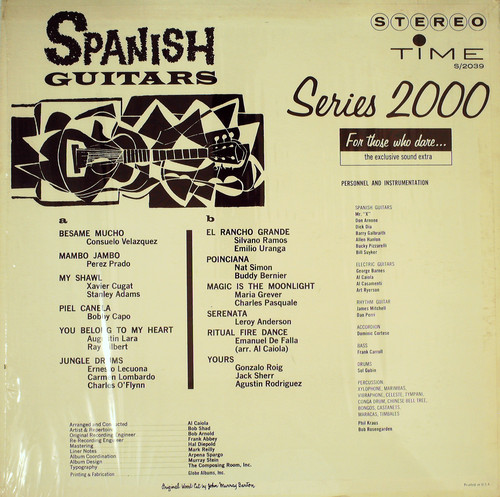 SPANISH
GUITARS
STEREO
TIME
S/2039
Series 2000
For those who dare...
the exclusive sound extra
PERSONNEL AND INSTRUMENTATION
a
BESAME MUCHO
Consuelo Velazquez
MAMBO JAMBO
Perez Prado
MY SHAWL
Xavier Cugat
Stanley Adams
PIEL CANELA
Bobby Capo
YOU BELONG TO MY HEART
Augustin Lara
Ray Gilbert
JUNGLE DRUMS
Ernesto Lecuona
Carmen Lombardo
Charles O'Flynn
b
EL RANCHO GRANDE
Silvano Ramos
Emilio Uranga
POINCIANA
Nat Simon
Buddy Bernier
MAGIC IS THE MOONLIGHT
Maria Grever
Charles Pasquale
SERENATA
Leroy Anderson
RITUAL FIRE DANCE
Emanuel De Falla
(arr. Al Caiola)
YOURS
Gonzalo Roig
Jack Sherr
Agustin Rodriguez
SPANISH GUITARS
Mr. "X"
Don Arnone
Dick Dia
Barry Galbraith
Allen Hanlon
Bucky Pizzarelli
Bill Suyker
ELECTRIC GUITARS
George Barnes
Al Caiola
Al Casamenti
Art Ryerson
RHYTHM GUITAR
James Mitchell
Don Perri
ACCORDION
Dominic Cortese
BASS
Frank Carroll
DRUMS
Sol Gubin
PERCUSSION
XYLOPHONE, MARIMBAS,
VIBRAPHONE, CELESTE, TYMPANI,
CONGA DRUM, CHINESE BELL TREE,
BONGOS, CASTANETS,
MARACAS, TIMBALES
Phil Kraus
Bob Rosengarden
Arranged and Conducted Al Caiola
Artist & Repertoire Bob Shad
Original Recording Engineer Bob Arnold
Re-Recording Engineer Frank Abbey
Mastering Hal Diepold
Liner Notes Mark Reilly
Album Coordinator Arpena Spargo
Album Design Murray Stein
Typography The Composing Room, Inc.
Printing & Fabrication Globe Albums, Inc.
Original Wood-Cut by John Murray Barton